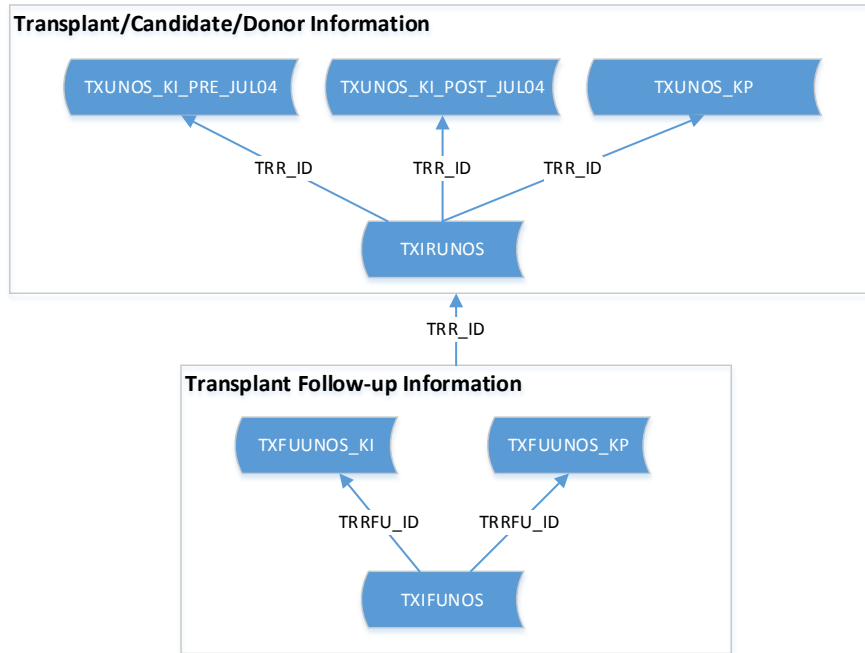 Transplant/Candidate/Donor Information
TXUNOS_KI_PRE_JUL04
TXUNOS_KI_POST_JUL04
TXUNOS_KP
TRR_ID
TRR_ID
TRR_ID
TXIRUNOS
TRR_ID
Transplant Follow-up Information
TXFUUNOS_KI
TXFUUNOS_KP
TRRFU_ID
TRRFU_ID
TXIFUNOS